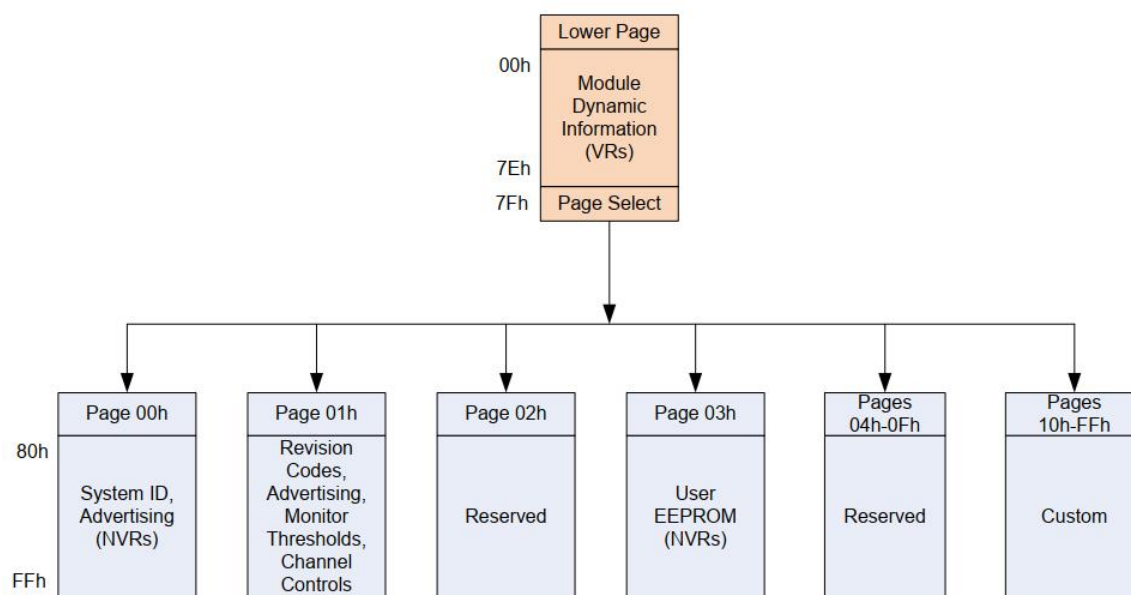 Lower Page
00h
Module
Dynamic
Information
(VRs)
7Eh
7Fh
Page Select
Page 00h
Page 01h
Page 02h
Page 03h
Pages
04h-0Fh
Pages
10h-FFh
80h
System ID,
Advertising
(NVRs)
FFh
Revision
Codes,
Advertising,
Monitor
Thresholds,
Channel
Controls
Reserved
User
EEPROM
(NVRs)
Reserved
Custom